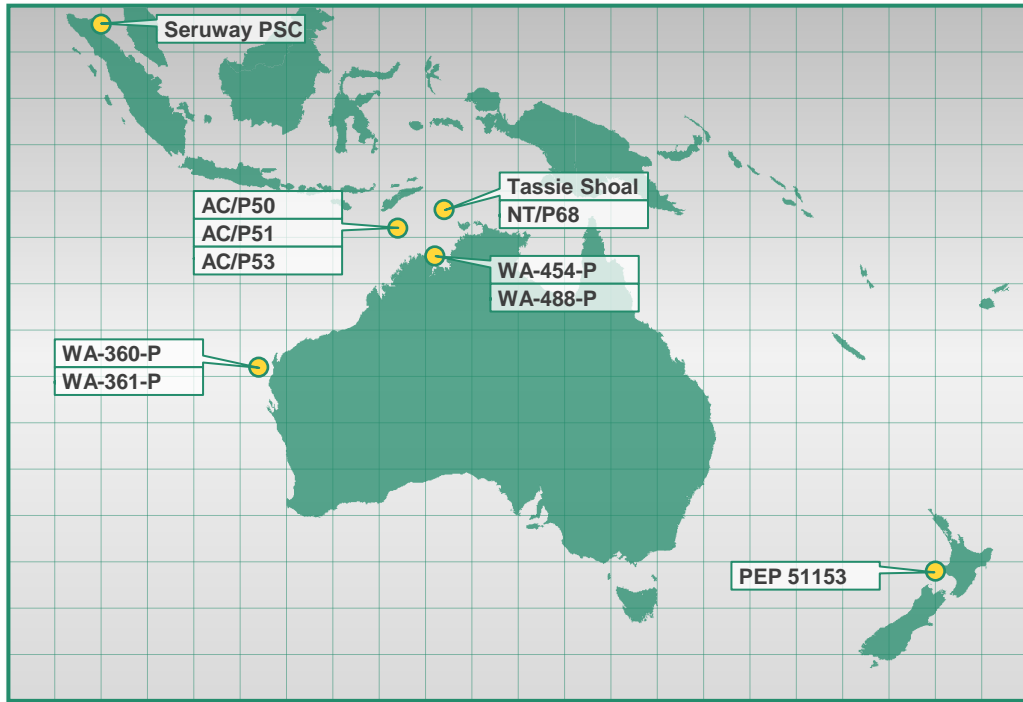 Seruway PSC
Tassie Shoal
NT/P68
AC/P50
AC/P51
AC/P53
WA-454-P
WA-488-P
WA-360-P
WA-361-P
PEP 51153